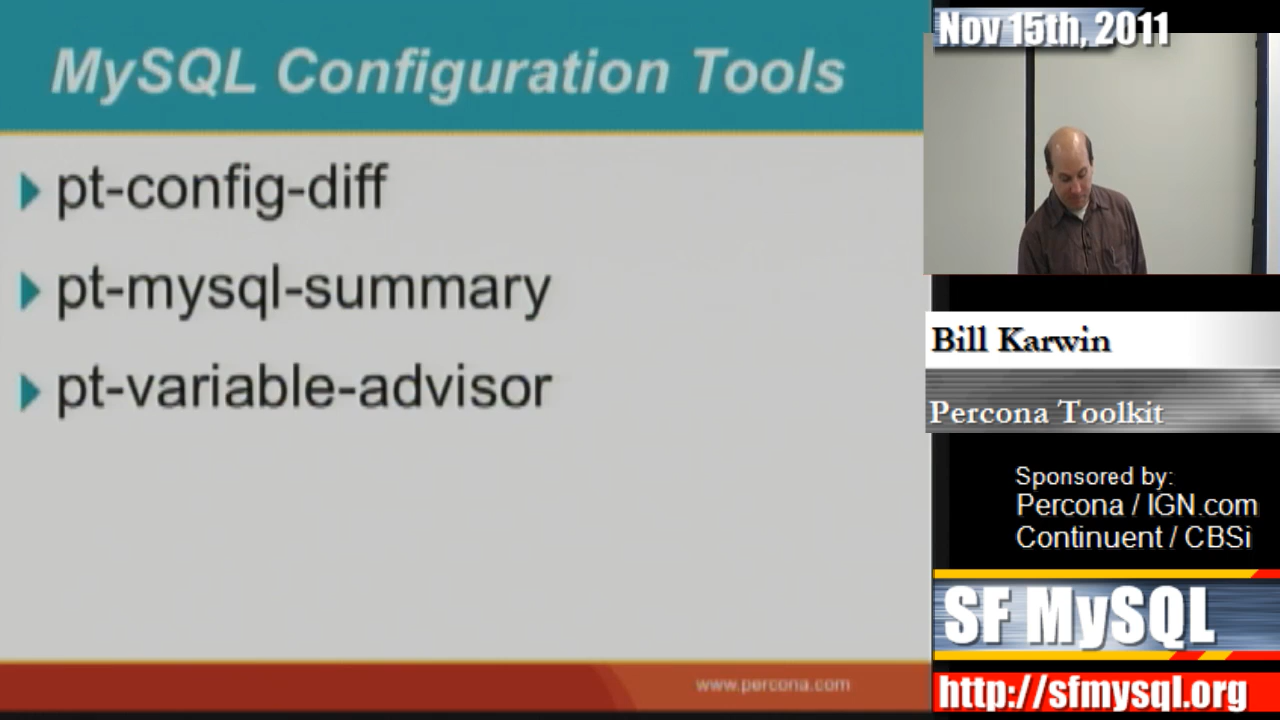 MySQL Configuration Tools
pt-config-diff
pt-mysql-summary
pt-variable-advisor
www.percona.com
Nov 15th, 2011
Bill Karwin
Percona Toolkit
Sponsored by:
Percona / IGN.com
Continuent / CBSi
SF MySQL
http://sfmysql.org